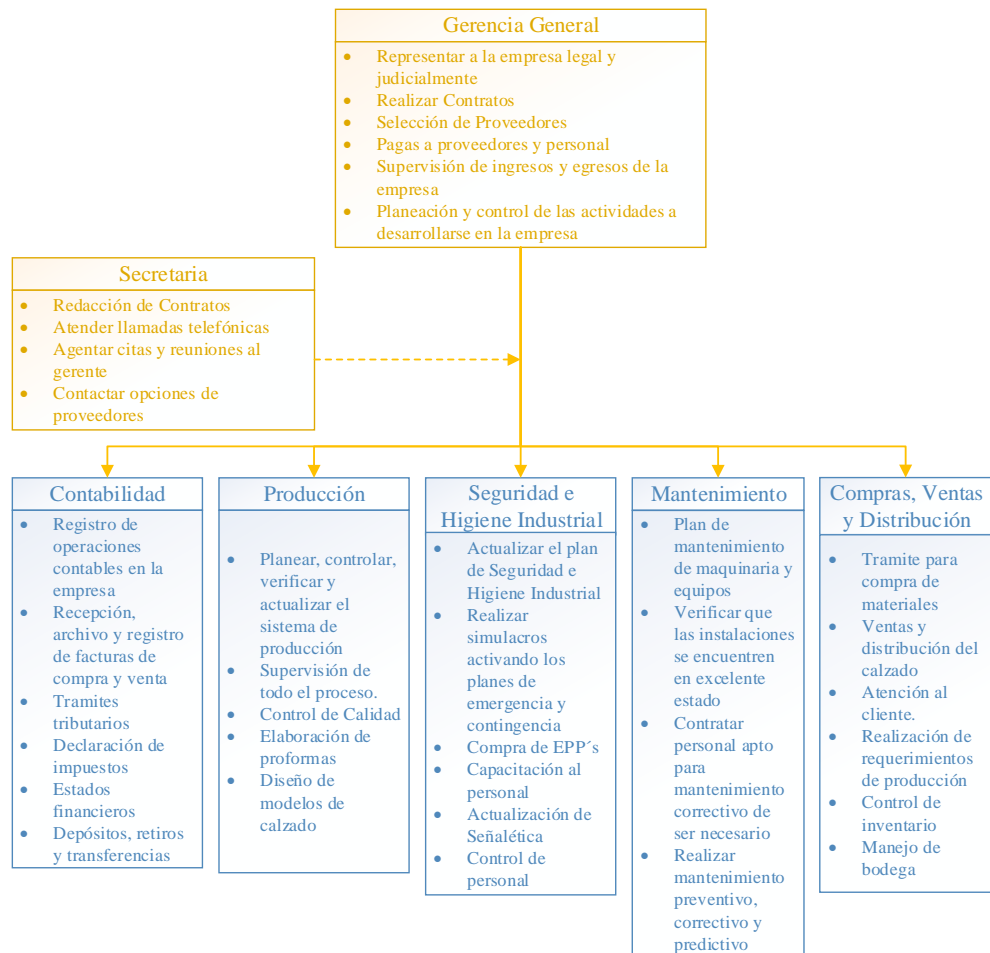 Gerencia General
• Representar a la empresa legal y
judicialmente
• Realizar Contratos
• Selección de Proveedores
• Pagas a proveedores y personal
• Supervisión de ingresos y egresos de la
empresa
• Planeación y control de las actividades a
desarrollarse en la empresa
Secretaria
• Redacción de Contratos
• Atender llamadas telefónicas
• Agentar citas y reuniones al
gerente
• Contactar opciones de
proveedores
Contabilidad
• Registro de
operaciones
contables en la
empresa
• Recepción,
archivo y registro
de facturas de
compra y venta
• Tramites
tributarios
• Declaración de
impuestos
• Estados
financieros
• Depósitos, retiros
y transferencias
Producción
• Planear, controlar,
verificar y
actualizar el
sistema de
producción
• Supervisión de
todo el proceso.
• Control de Calidad
• Elaboración de
proformas
• Diseño de
modelos de
calzado
Seguridad e
Higiene Industrial
• Actualizar el plan
de Seguridad e
Higiene Industrial
• Realizar
simulacros
activando los
planes de
emergencia y
contingencia
• Compra de EPP´s
• Capacitación al
personal
• Actualización de
Señalética
• Control de
personal
Mantenimiento
• Plan de
mantenimiento
de maquinaria y
equipos
• Verificar que
las instalaciones
se encuentren
en excelente
estado
• Contratar
personal apto
para
mantenimiento
correctivo de
ser necesario
• Realizar
mantenimiento
preventivo,
correctivo y
predictivo
Compras, Ventas
y Distribución
• Tramite para
compra de
materiales
• Ventas y
distribución del
calzado
• Atención al
cliente.
• Realización de
requerimientos
de producción
• Control de
inventario
• Manejo de
bodega